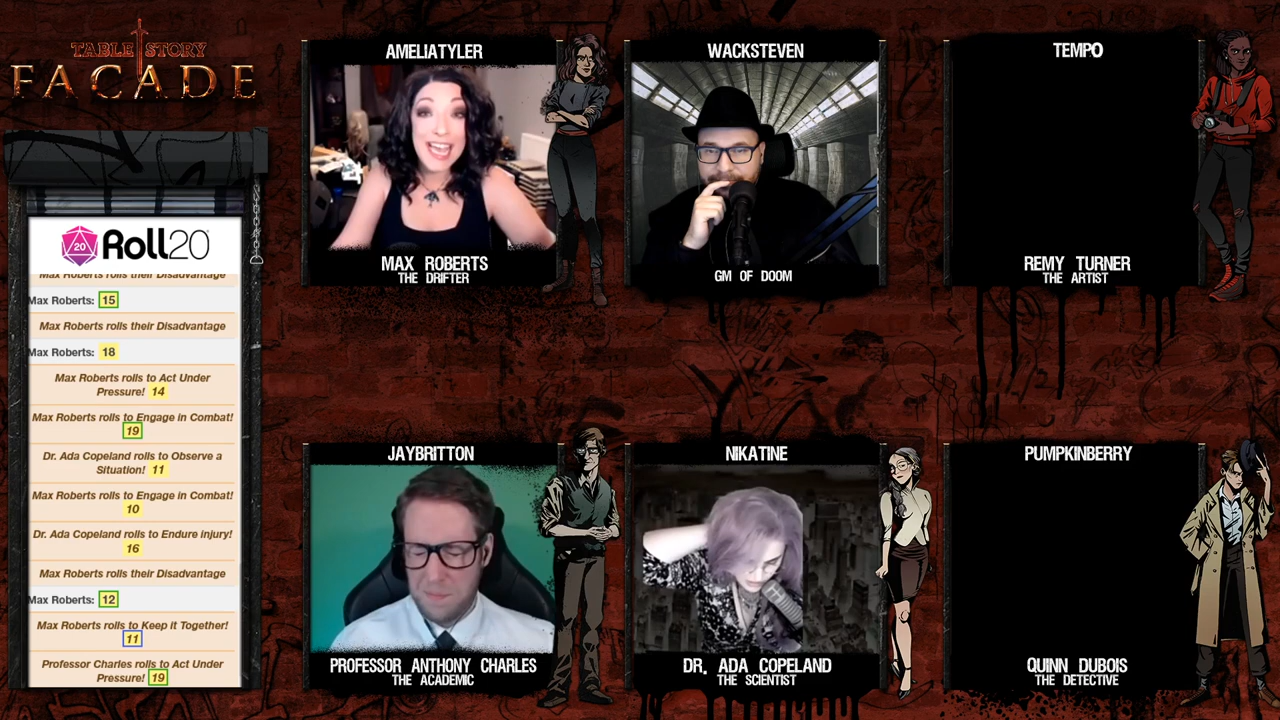 TABLE STORY
FACADE
Roll20
20
Max Roberts rolls their Disadvantage
Max Roberts: 15
Max Roberts rolls their Disadvantage
Max Roberts: 18
Max Roberts rolls to Act Under
Pressure! 14
Max Roberts rolls to Engage in Combat!
19
Dr. Ada Copeland rolls to Observe a
Situation! 11
Max Roberts rolls to Engage in Combat!
10
Dr. Ada Copeland rolls to Endure injury!
16
Max Roberts rolls their Disadvantage
Max Roberts: 12
Max Roberts rolls to Keep it Together!
11
Professor Charles rolls to Act Under
Pressure! 19
AMELIATYLER
MAX ROBERTS
THE DRIFTER
WACKSTEVEN
GM OF DOOM
TEMPO
REMY TURNER
THE ARTIST
JAYBRITTON
PROFESSOR ANTHONY CHARLES
THE ACADEMIC
NIKATINE
DR. ADA COPELAND
THE SCIENTIST
PUMPKINBERRY
QUINN DUBOIS
THE DETECTIVE